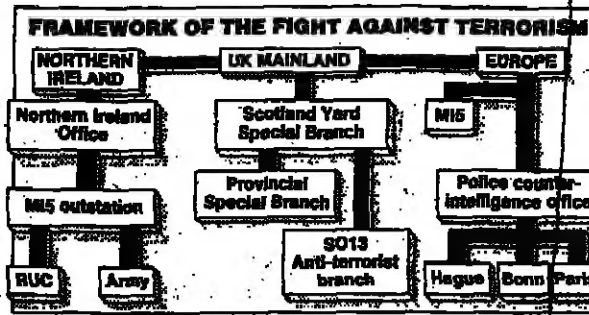 FRAMEWORK OF THE FIGHT AGAINST TERRORISM
NORTHERN
IRELAND
UK MAINLAND
EUROPE
Northern Ireland
Office
Scotland Yard
Special Branch
MI5
MI5 outstation
Provincial
Special Branch
Police counter-
intelligence office
RUC
Army
SO13
Anti-terrorist
branch
Hague
Bonn
Paris